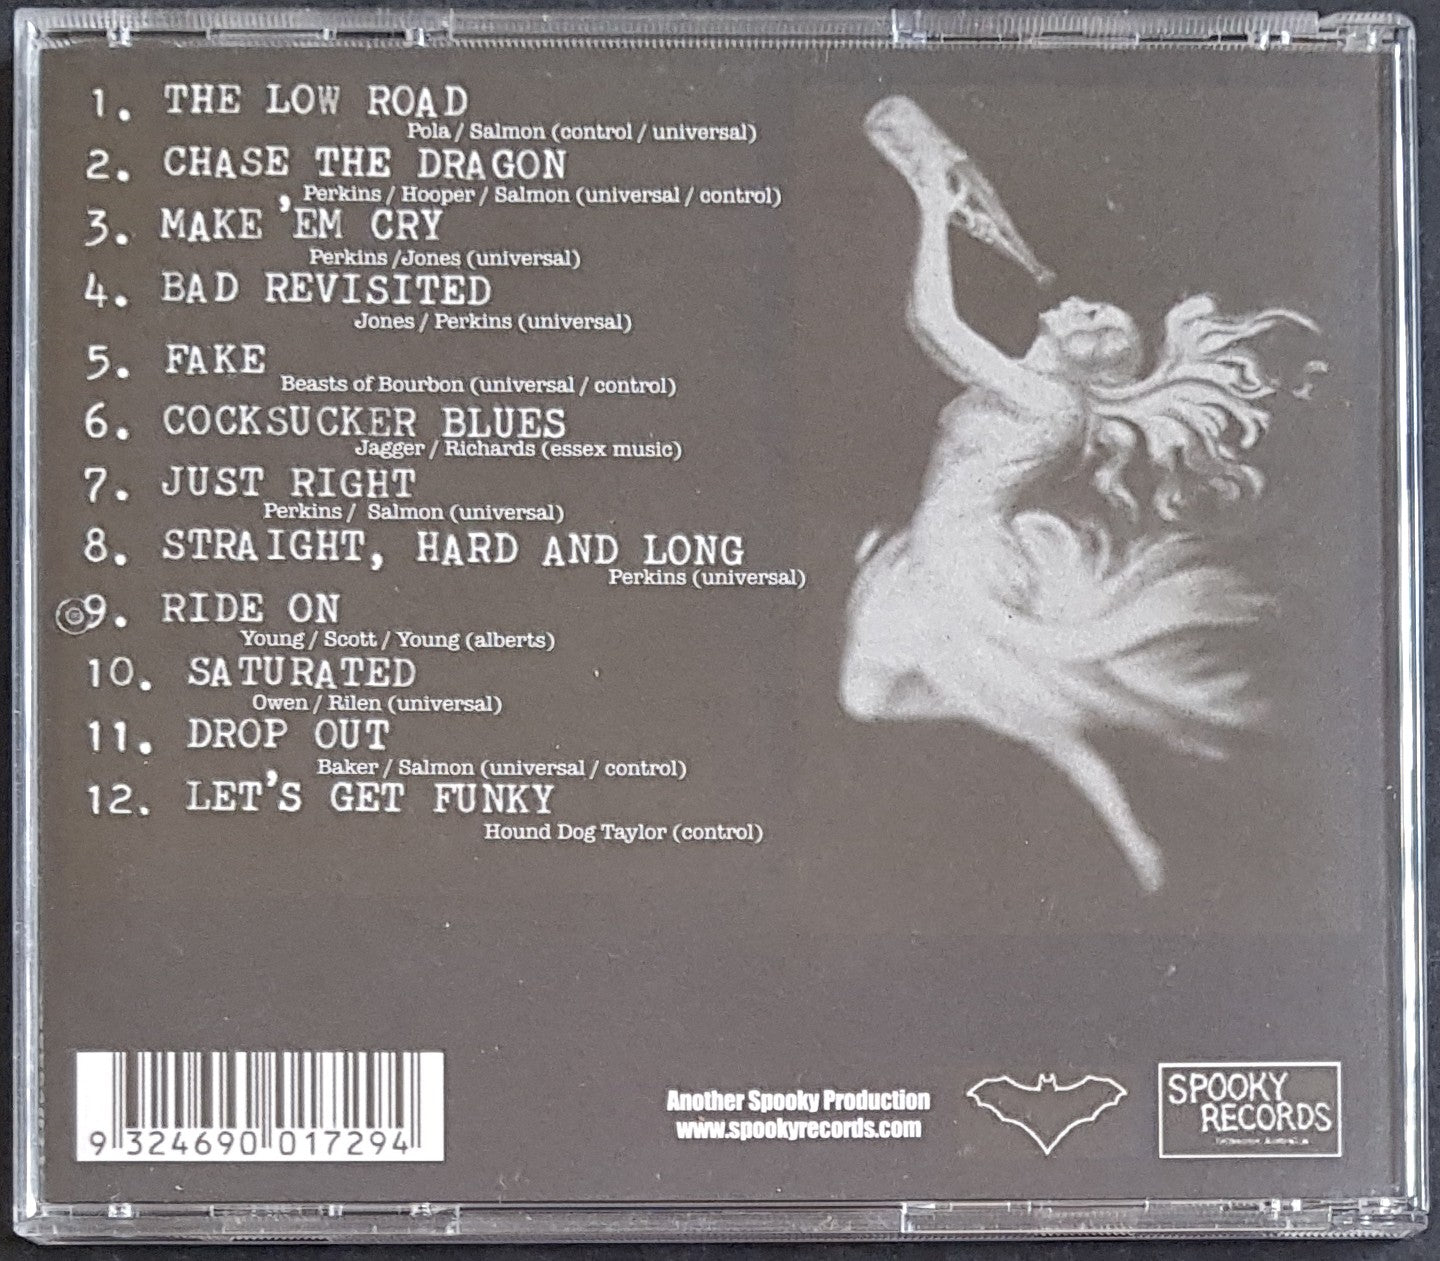 1. THE LOW ROAD
Pola / Salmon (control / universal)
2. CHASE THE DRAGON
Perkins / Hooper / Salmon (universal / control)
3. MAKE 'EM CRY
Perkins /Jones (universal)
4. BAD REVISITED
Jones / Perkins (universal)
5. FAKE
Beasts of Bourbon (universal / control)
6. COCKSUCKER BLUES
Jagger / Richards (essex music)
7. JUST RIGHT
Perkins / Salmon (universal)
8. STRAIGHT, HARD AND LONG
Perkins (universal)
9. RIDE ON
Young / Scott / Young (alberts)
10. SATURATED
Owen / Rilen (universal)
11. DROP OUT
Baker / Salmon (universal / control)
12. LET'S GET FUNKY
Hound Dog Taylor (control)
9 324690 017294
Another Spooky Production
www.spookyrecords.com
SPOOKY
RECORDS